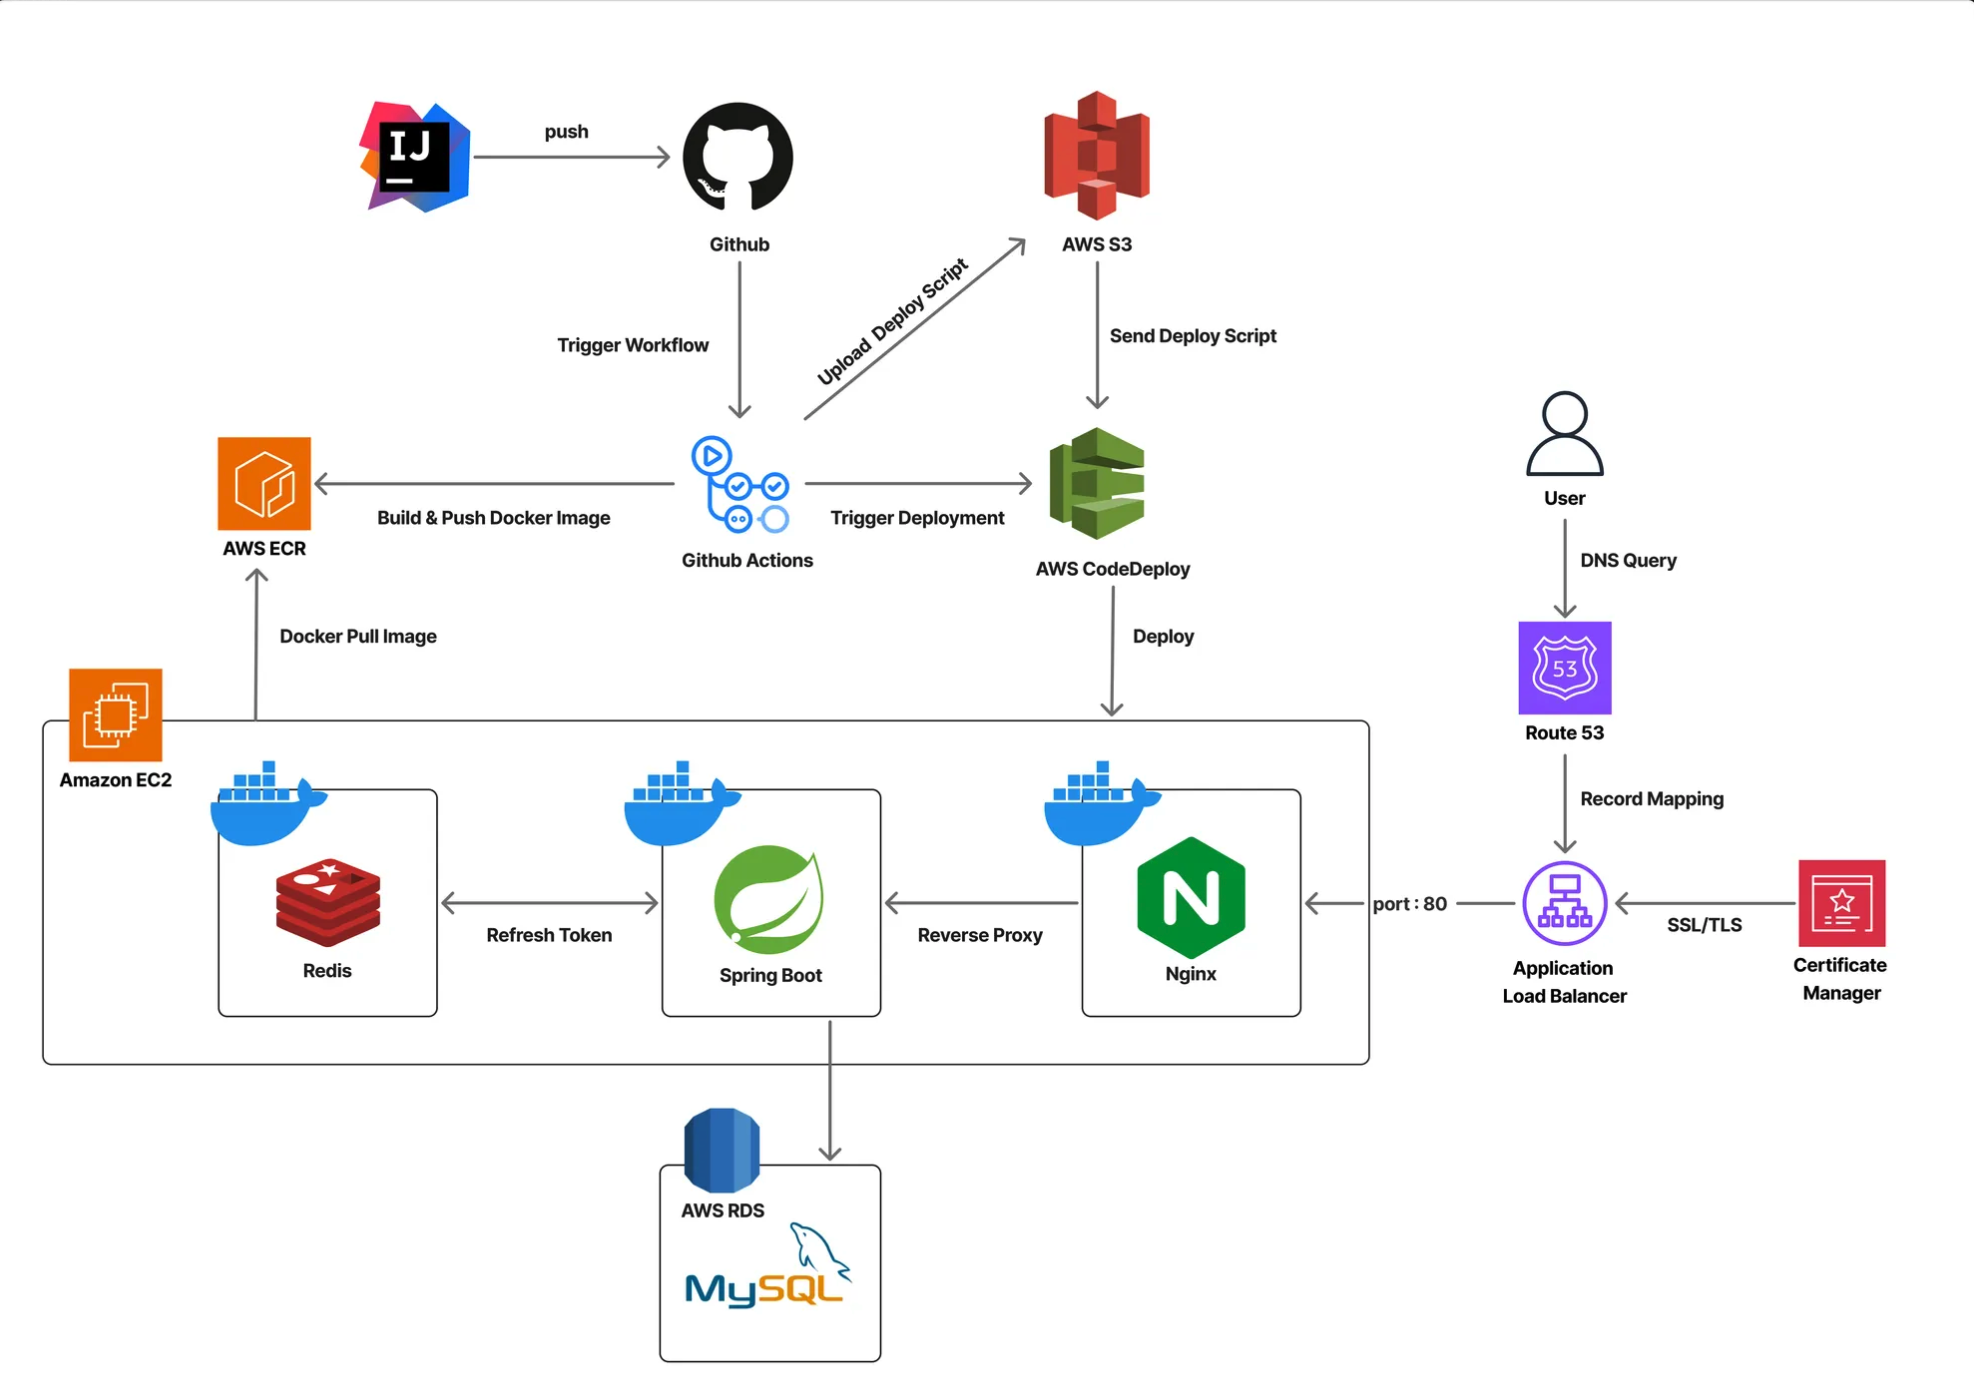 IJ
push
Github
AWS S3
Trigger Workflow
Upload Deploy Script
Send Deploy Script
AWS ECR
Build & Push Docker Image
Github Actions
Trigger Deployment
AWS CodeDeploy
User
DNS Query
Docker Pull Image
Deploy
53
Route 53
Record Mapping
Amazon EC2
Redis
Refresh Token
Spring Boot
Reverse Proxy
N
Nginx
port : 80
Application
Load Balancer
SSL/TLS
Certificate
Manager
AWS RDS
MySQL